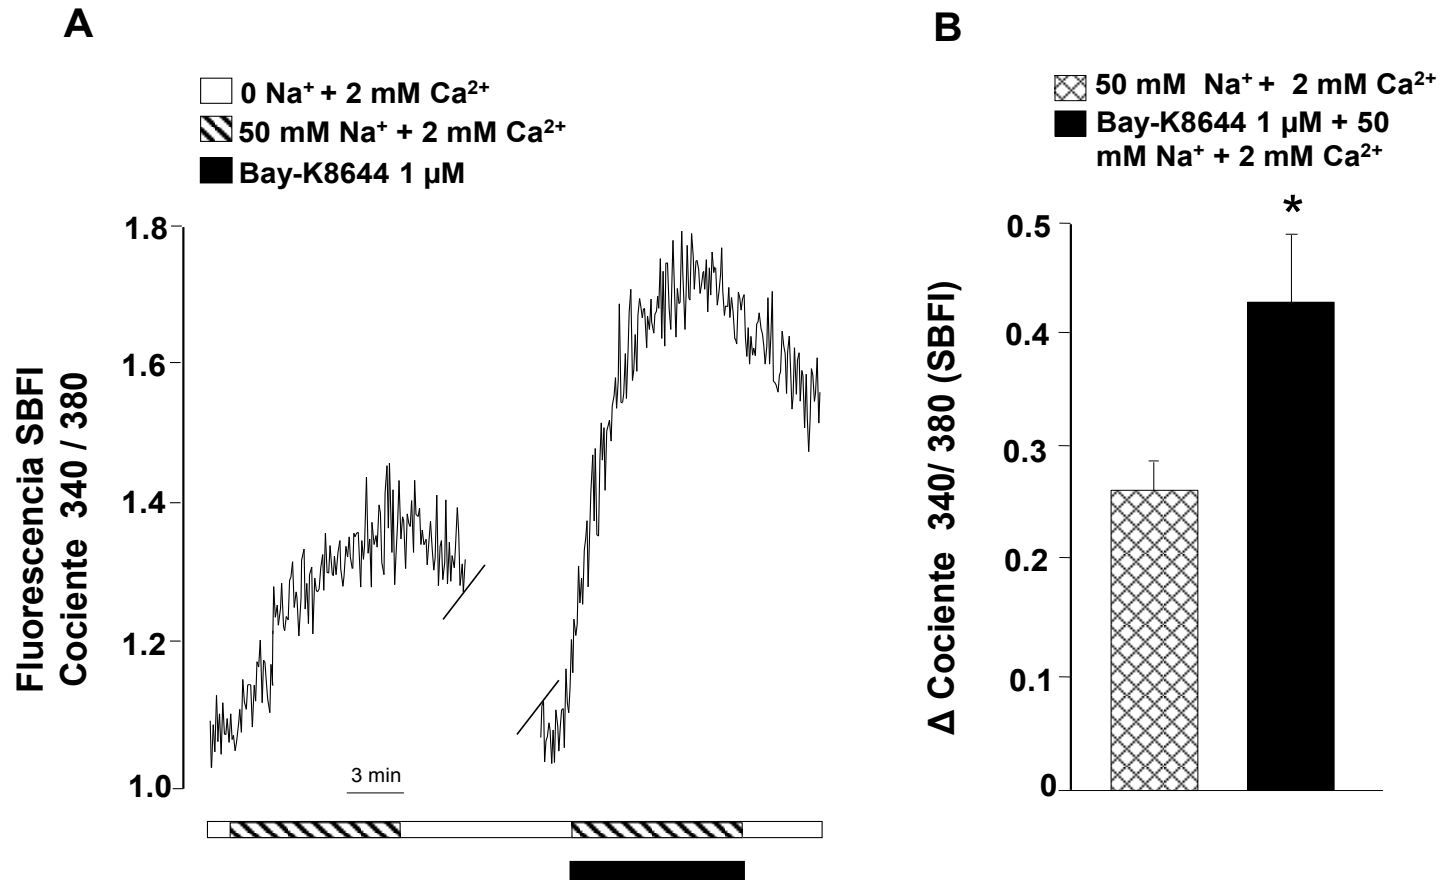 A
0 Na⁺ + 2 mM Ca²⁺
50 mM Na⁺ + 2 mM Ca²⁺
Bay-K8644 1 µM
Fluorescencia SBFI
Cociente 340 / 380
1.8
1.6
1.4
1.2
1.0
3 min
B
50 mM Na⁺ + 2 mM Ca²⁺
Bay-K8644 1 µM + 50
mM Na⁺ + 2 mM Ca²⁺
*
Δ Cociente 340/ 380 (SBFI)
0.5
0.4
0.3
0.2
0.1
0